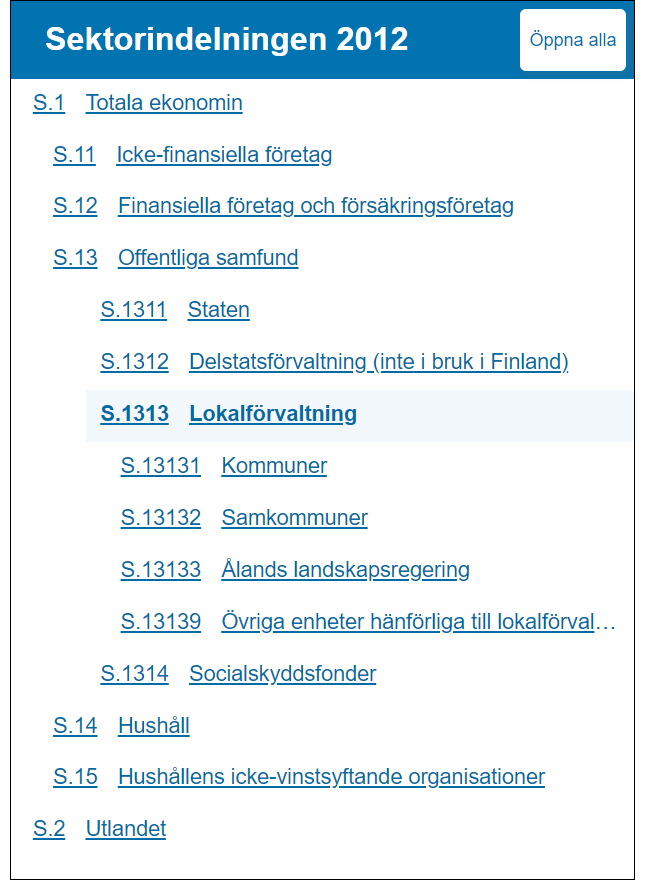 Sektorindelningen 2012
Öppna alla
S.1 Totala ekonomin
S.11 Icke-finansiella företag
S.12 Finansiella företag och försäkringsföretag
S.13 Offentliga samfund
S.1311 Staten
S.1312 Delstatsförvaltning (inte i bruk i Finland)
S.1313 Lokalförvaltning
S.13131 Kommuner
S.13132 Samkommuner
S.13133 Ålands landskapsregering
S.13139 Övriga enheter hänförliga till lokalförval…
S.1314 Socialskyddsfonder
S.14 Hushåll
S.15 Hushållens icke-vinstsyftande organisationer
S.2 Utlandet